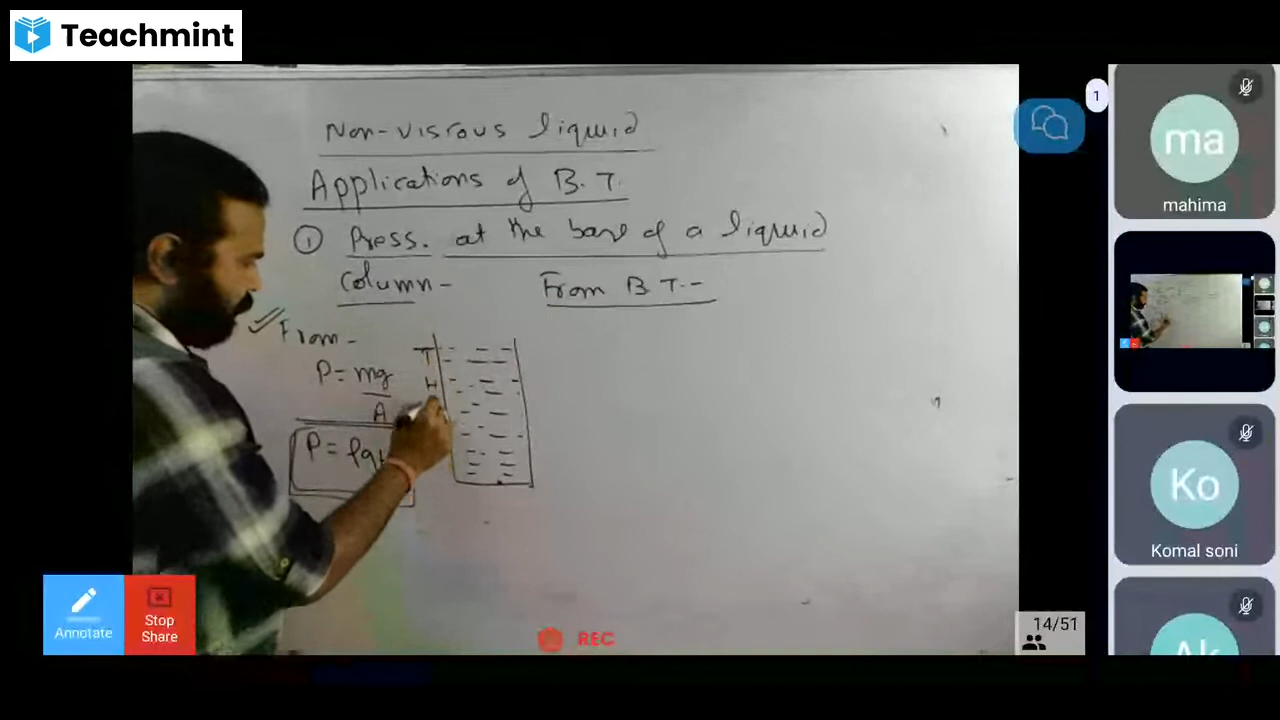 Teachmint
Non-viscous liquid
Applications of B.T.
① Press. at the base of a liquid
Column - From B.T.-
From -
P = mg
A
T
H
P = ρg
1
mahima
ma
Ko
Komal soni
Annotate
Stop
Share
REC
14/51